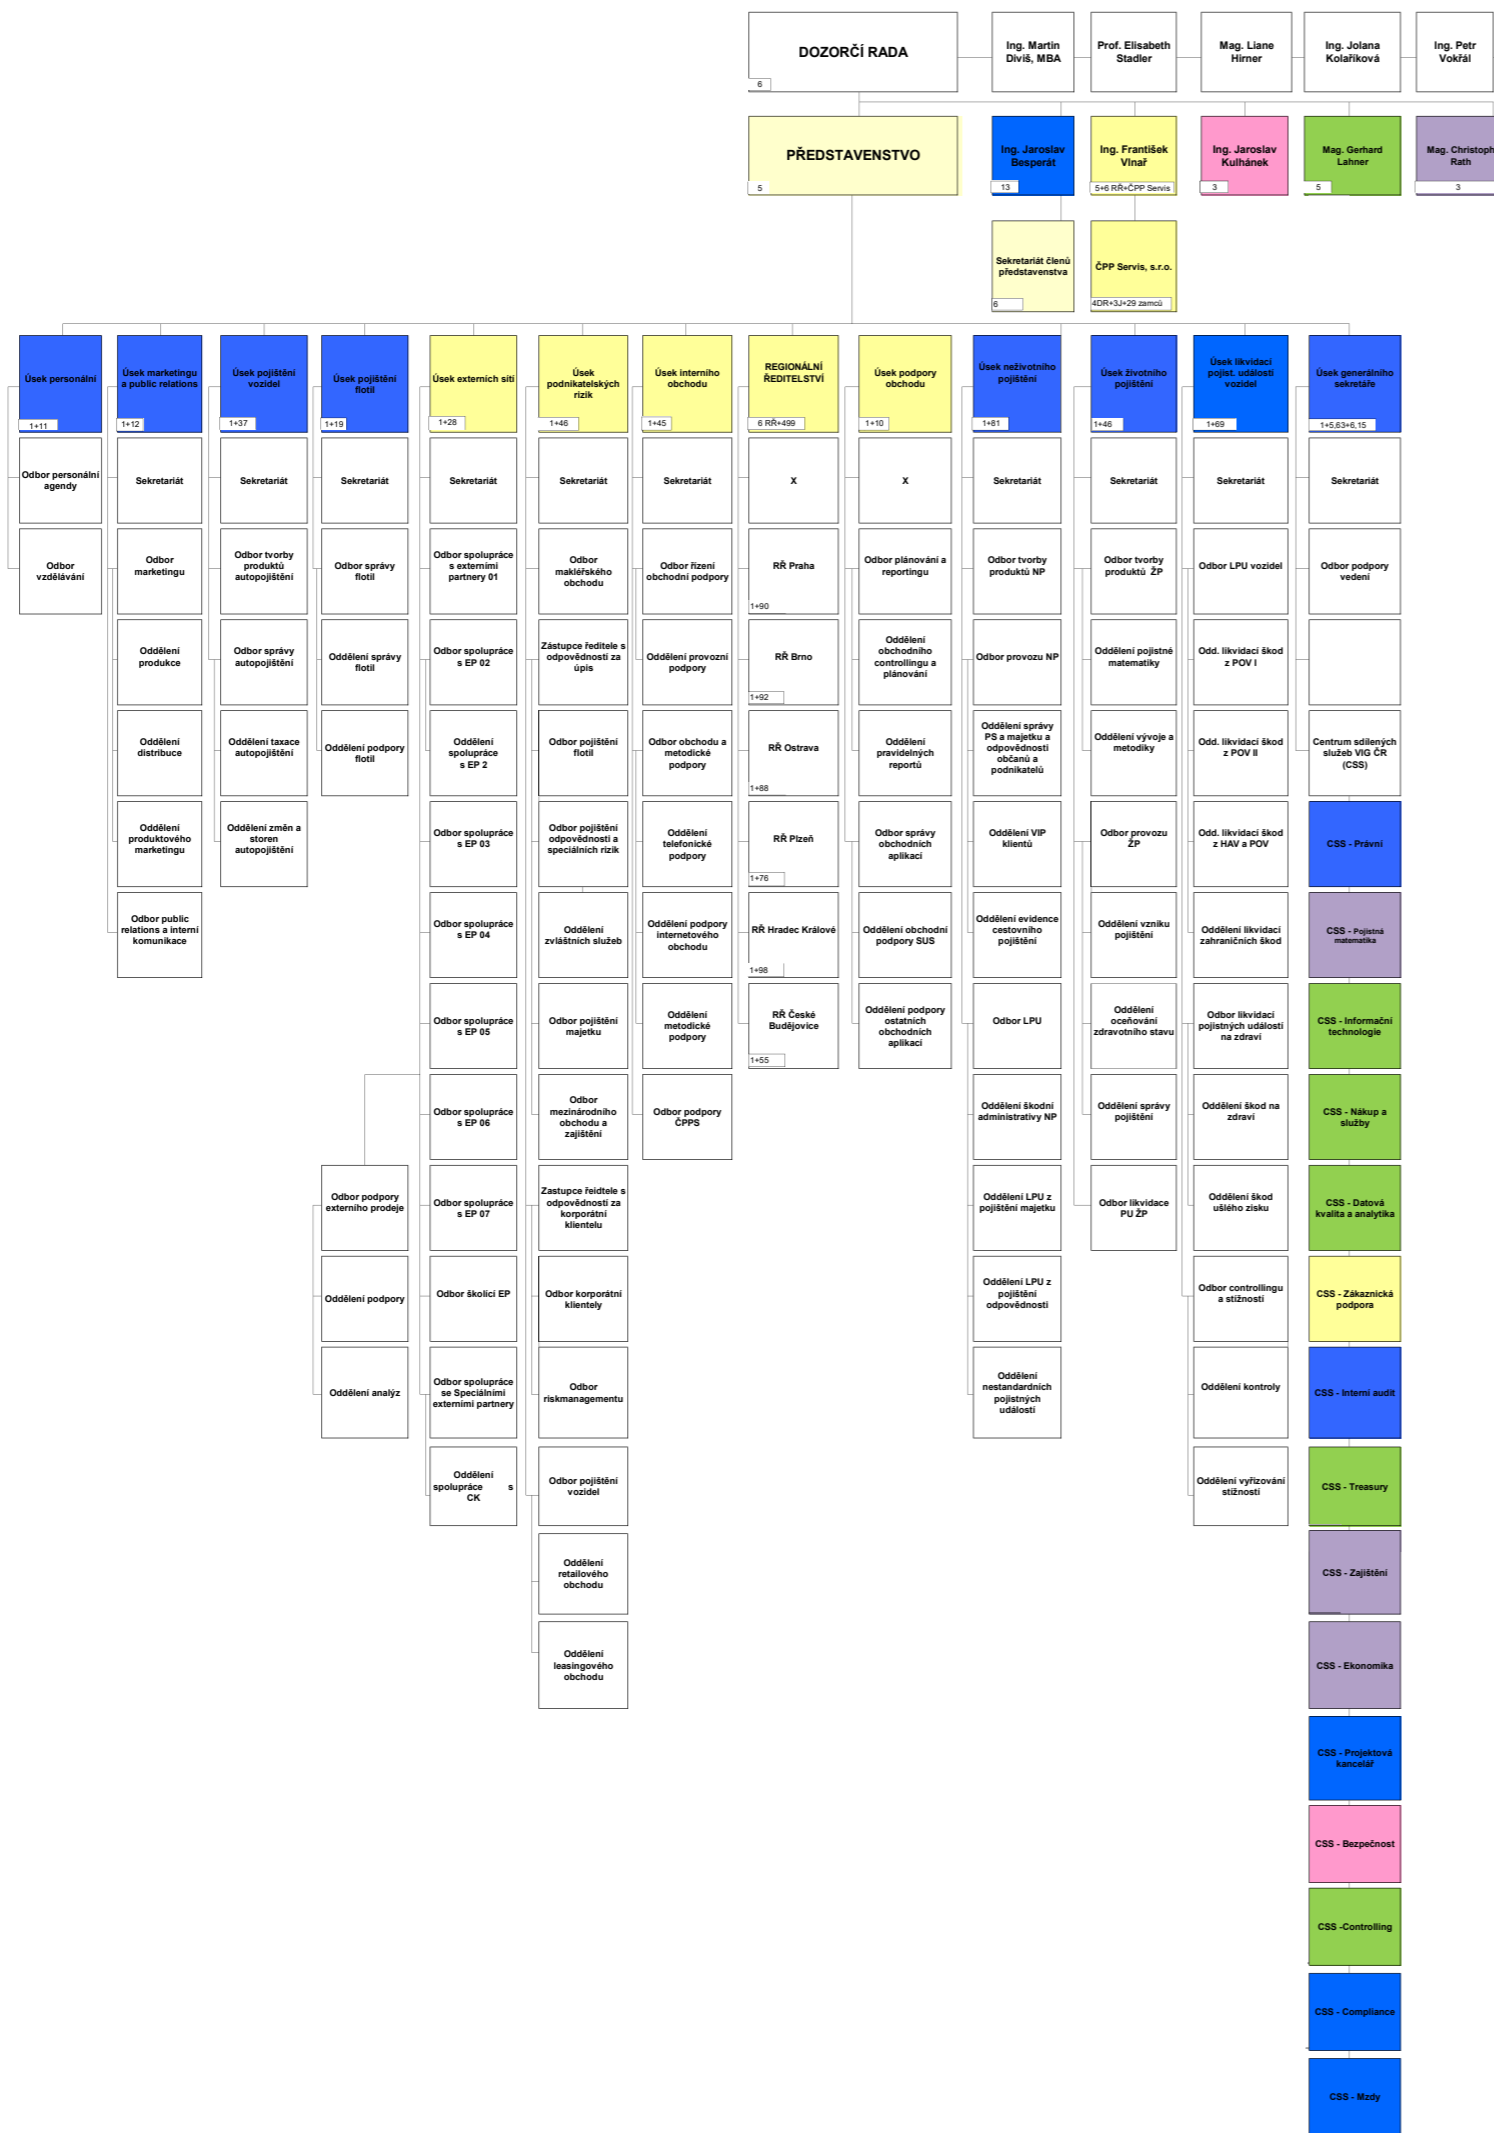 DOZORČÍ RADA
6
Ing. Martin
Diviš, MBA
Prof. Elisabeth
Stadler
Mag. Liane
Hirner
Ing. Jolana
Kolaříková
Ing. Petr
Vokřál
PŘEDSTAVENSTVO
5
Ing. Jaroslav
Besperát
13
Ing. František
Vlnař
5+6 RŘ+ČPP Servis
Ing. Jaroslav
Kulhánek
3
Mag. Gerhard
Lahner
5
Mag. Christoph
Rath
3
Sekretariát členů
představenstva
6
ČPP Servis, s.r.o.
4DR+3J+29 zamců
Úsek personální
1+11
Úsek marketingu
a public relations
1+12
Úsek pojištění
vozidel
1+37
Úsek pojištění
flotil
1+19
Úsek externích sítí
1+28
Úsek
podnikatelských
rizik
1+46
Úsek interního
obchodu
1+45
REGIONÁLNÍ
ŘEDITELSTVÍ
6 RŘ+499
Úsek podpory
obchodu
1+10
Úsek neživotního
pojištění
1+81
Úsek životního
pojištění
1+46
Úsek likvidací
pojist. událostí
vozidel
1+69
Úsek generálního
sekretáře
1+5,63+6,15
Odbor personální
agendy
Sekretariát
Sekretariát
Sekretariát
Sekretariát
Sekretariát
Sekretariát
X
X
Sekretariát
Sekretariát
Sekretariát
Sekretariát
Odbor
vzdělávání
Odbor
marketingu
Odbor tvorby
produktů
autopojištění
Odbor správy
flotil
Odbor spolupráce
s externími
partnery 01
Odbor
makléřského
obchodu
Odbor řízení
obchodní podpory
RŘ Praha
1+90
Odbor plánování a
reportingu
Odbor tvorby
produktů NP
Odbor tvorby
produktů ŽP
Odbor LPU vozidel
Odbor podpory
vedení
Oddělení
produkce
Odbor správy
autopojištění
Oddělení správy
flotil
Odbor spolupráce
s EP 02
Zástupce ředitele s
odpovědností za
úpis
Oddělení provozní
podpory
RŘ Brno
1+92
Oddělení
obchodního
controllingu a
plánování
Odbor provozu NP
Oddělení pojistné
matematiky
Odd. likvidací škod
z POV I
Oddělení
distribuce
Oddělení taxace
autopojištění
Oddělení podpory
flotil
Oddělení
spolupráce
s EP 2
Odbor pojištění
flotil
Odbor obchodu a
metodické
podpory
RŘ Ostrava
1+88
Oddělení
pravidelných
reportů
Oddělení správy
PS a majetku a
odpovědnosti
občanů a
podnikatelů
Oddělení vývoje a
metodiky
Odd. likvidací škod
z POV II
Centrum sdílených
služeb VIG ČR
(CSS)
Oddělení
produktového
marketingu
Oddělení změn a
storen
autopojištění
Odbor spolupráce
s EP 03
Odbor pojištění
odpovědnosti a
speciálních rizik
Oddělení
telefonické
podpory
RŘ Plzeň
1+76
Odbor správy
obchodních
aplikací
Oddělení VIP
klientů
Odbor provozu
ŽP
Odd. likvidací škod
z HAV a POV
CSS - Právní
Odbor public
relations a interní
komunikace
Odbor spolupráce
s EP 04
Oddělení
zvláštních služeb
Oddělení podpory
internetového
obchodu
RŘ Hradec Králové
1+98
Oddělení obchodní
podpory SUS
Oddělení evidence
cestovního
pojištění
Oddělení vzniku
pojištění
Oddělení likvidací
zahraničních škod
CSS - Pojistná
matematika
Odbor spolupráce
s EP 05
Odbor pojištění
majetku
Oddělení
metodické
podpory
RŘ České
Budějovice
1+55
Oddělení podpory
ostatních
obchodních
aplikací
Odbor LPU
Oddělení
oceňování
zdravotního stavu
Odbor likvidací
pojistných událostí
na zdraví
CSS - Informační
technologie
Odbor spolupráce
s EP 06
Odbor
mezinárodního
obchodu a
zajištění
Odbor podpory
ČPPS
Oddělení škodní
administrativy NP
Oddělení správy
pojištění
Oddělení škod na
zdraví
CSS - Nákup a
služby
Odbor podpory
externího prodeje
Odbor spolupráce
s EP 07
Zastupce řeidtele s
odpovědností za
korporátní
klientelu
Oddělení LPU z
pojištění majetku
Odbor likvidace
PU ŽP
Oddělení škod
ušlého zisku
CSS - Datová
kvalita a analytika
Oddělení podpory
Odbor školící EP
Odbor korporátní
klientely
Oddělení LPU z
pojištění
odpovědnosti
Odbor controllingu
a stížností
CSS - Zákaznická
podpora
Oddělení analýz
Odbor spolupráce
se Speciálními
externími partnery
Odbor
riskmanagementu
Oddělení
nestandardních
pojistných
událostí
Oddělení kontroly
CSS - Interní audit
Oddělení
spolupráce s
CK
Odbor pojištění
vozidel
Oddělení vyřizování
stížností
CSS - Treasury
Oddělení
retailového
obchodu
CSS - Zajištění
Oddělení
leasingového
obchodu
CSS - Ekonomika
CSS - Projektová
kancelář
CSS - Bezpečnost
CSS -Controlling
CSS - Compliance
CSS - Mzdy